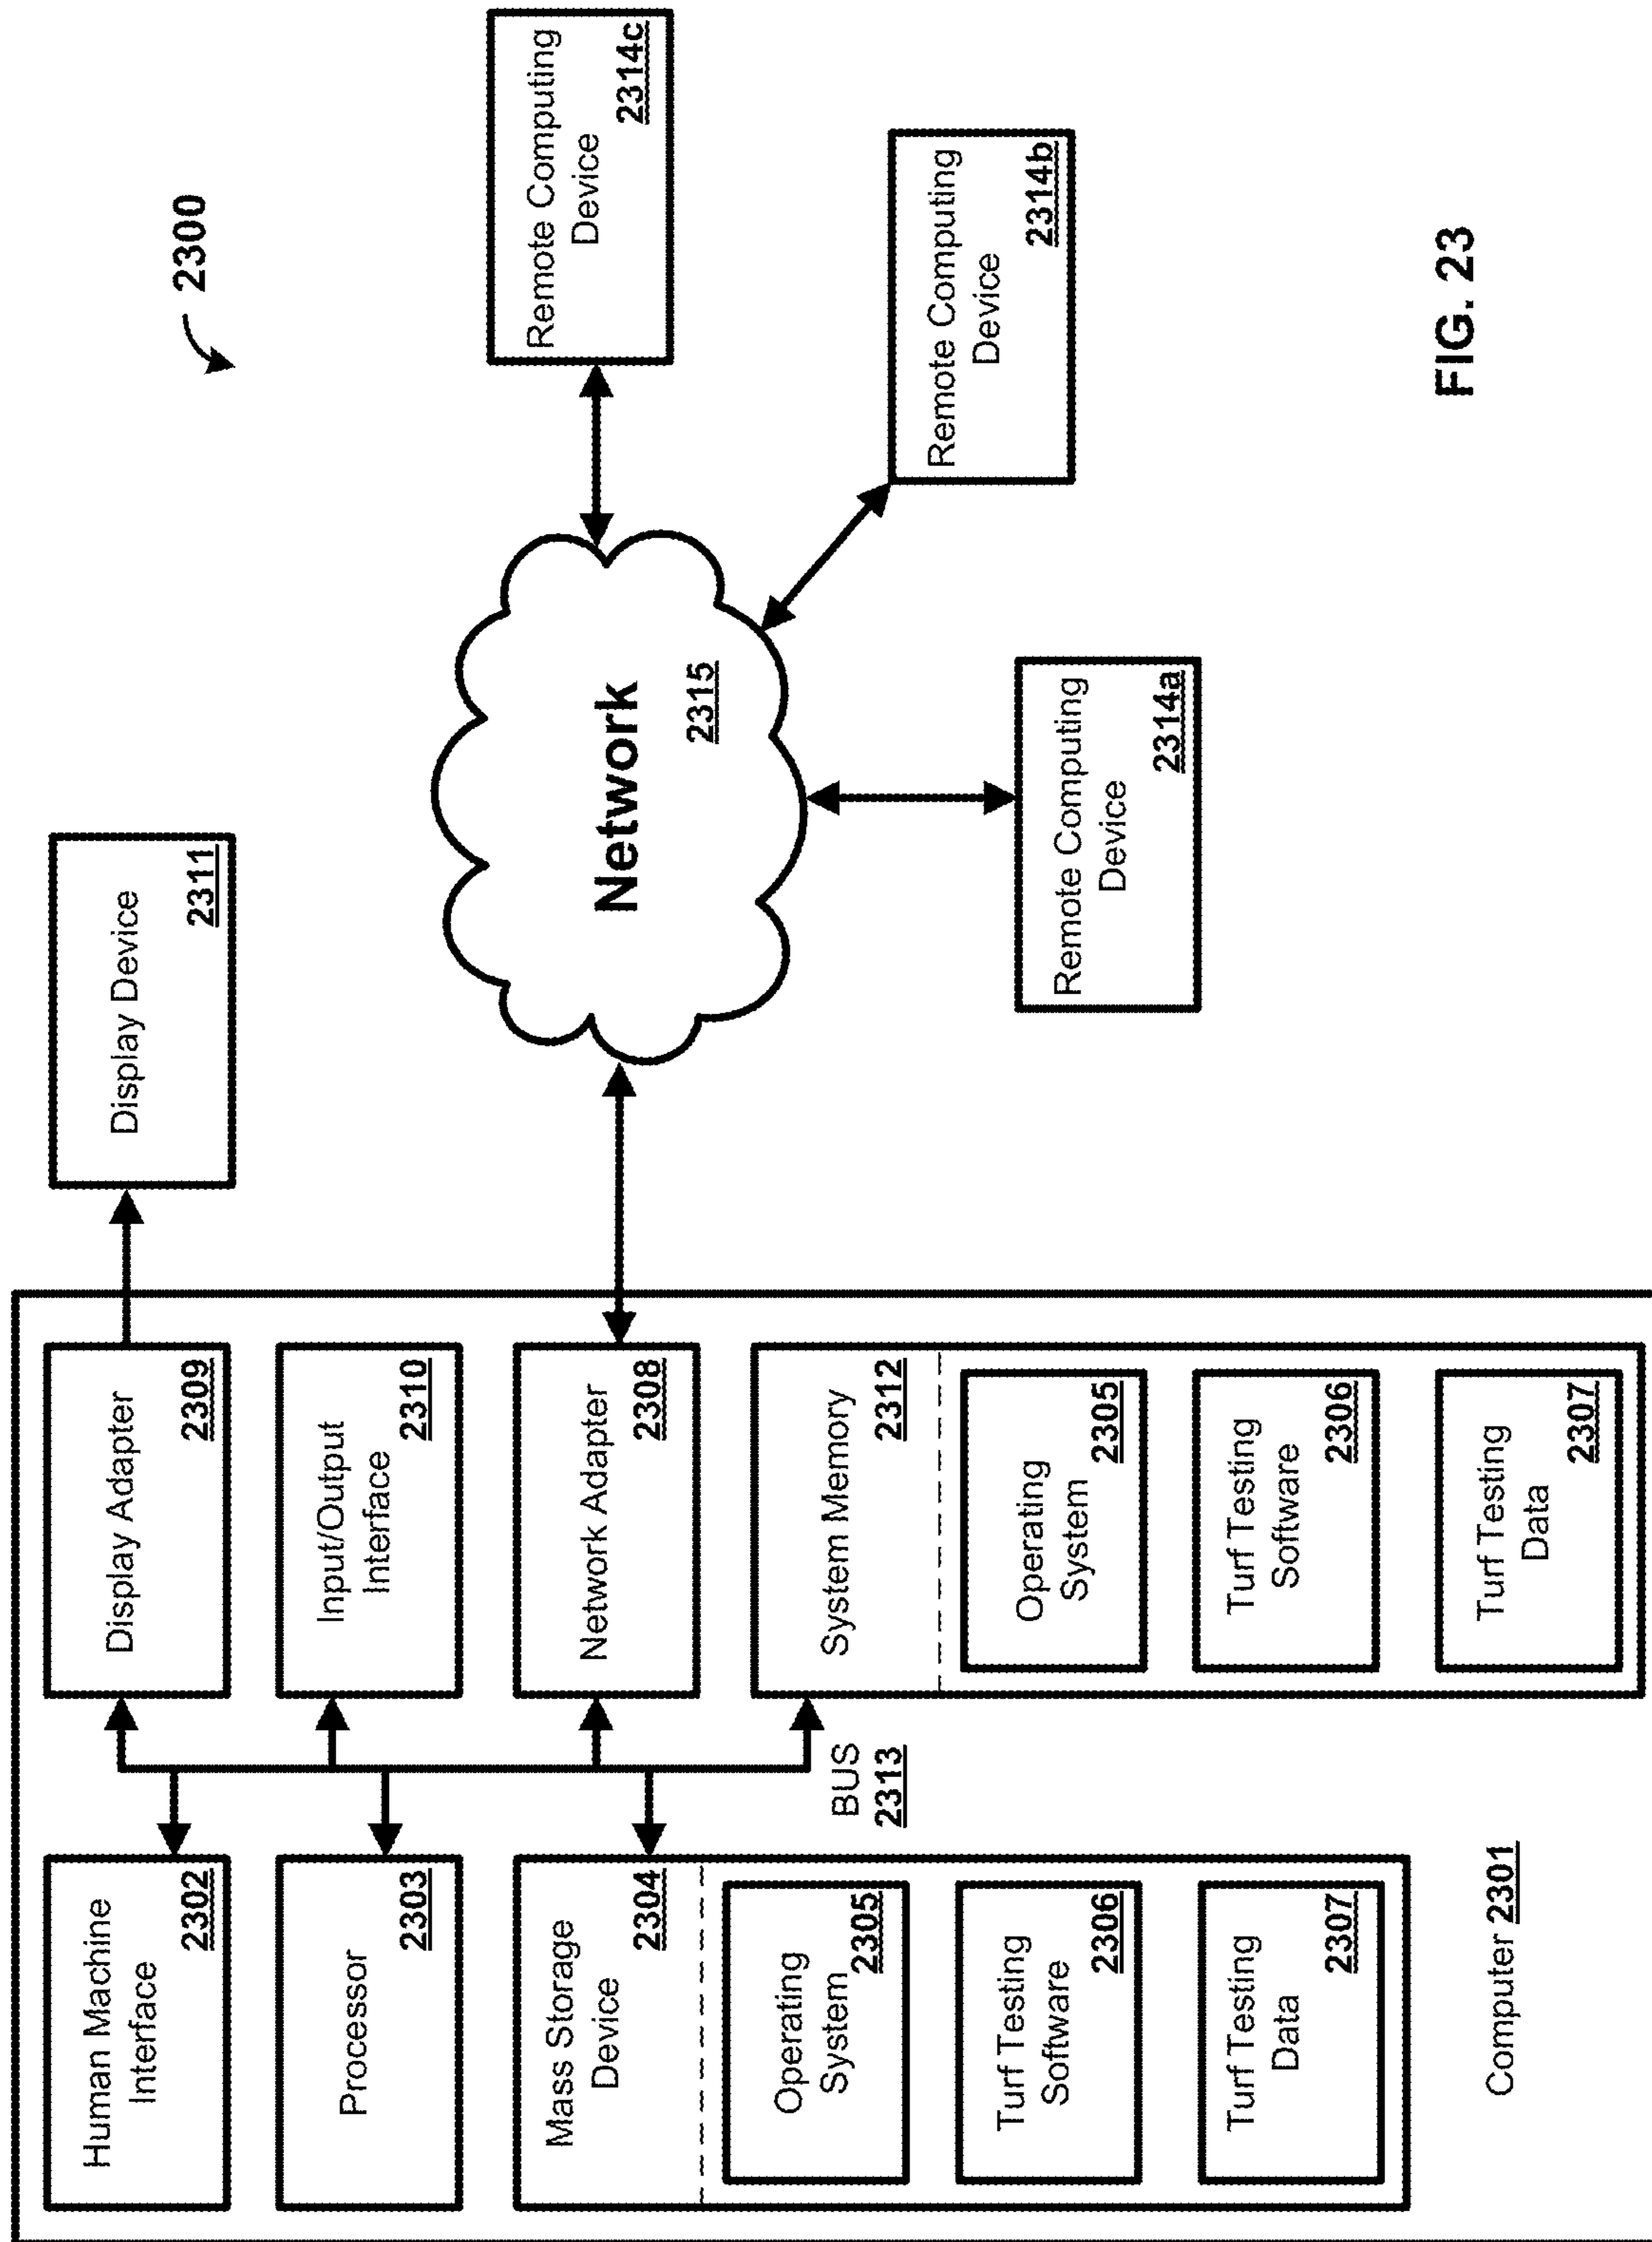 2300
Human Machine
Interface
2302
Processor
2303
Mass Storage
Device
2304
Operating
System
2305
Turf Testing
Software
2306
Turf Testing
Data
2307
BUS
2313
Display Adapter
2309
Input/Output
Interface
2310
Network Adapter
2308
System Memory
2312
Operating
System
2305
Turf Testing
Software
2306
Turf Testing
Data
2307
Computer 2301
Display Device
2311
Network
2315
Remote Computing
Device
2314a
Remote Computing
Device
2314b
Remote Computing
Device
2314c
FIG. 23